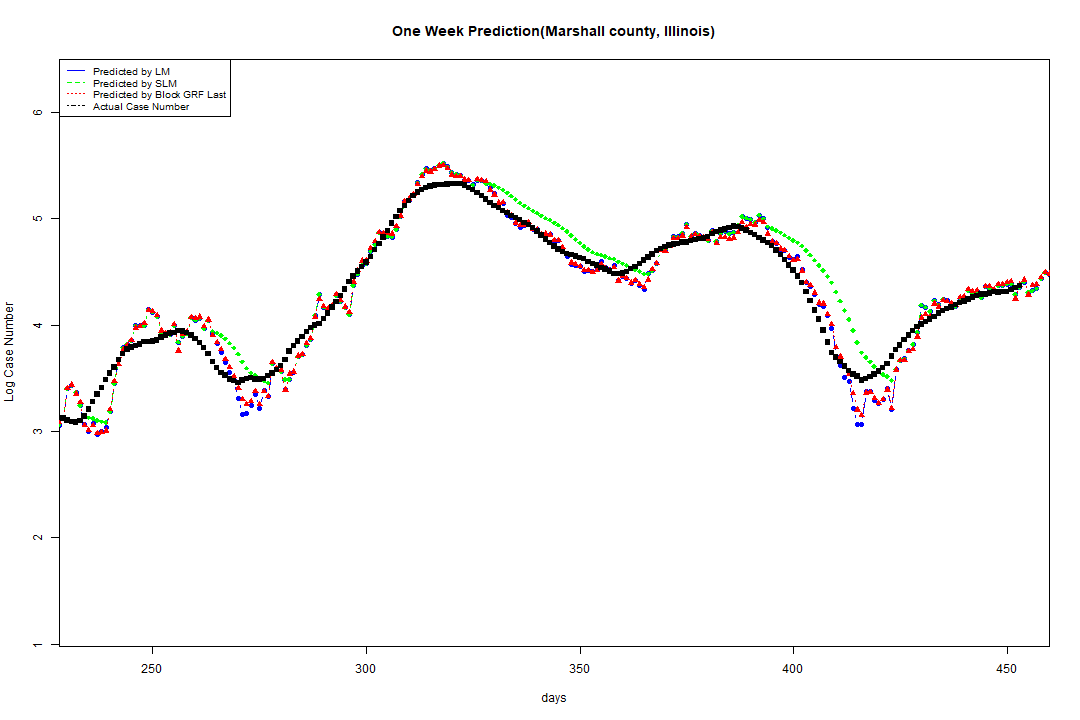 One Week Prediction(Marshall county, Illinois)
Predicted by LM
Predicted by SLM
Predicted by Block GRF Last
Actual Case Number
Log Case Number
6
5
4
3
2
1
250 300 350 400 450
days